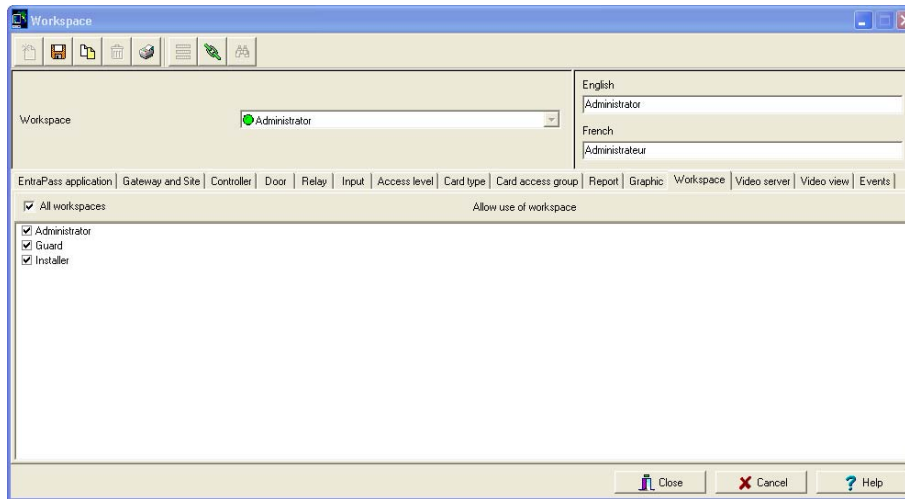 Workspace
English
Administrator
Workspace
Administrator
French
Administrateur
EntraPass application Gateway and Site Controller Door Relay Input Access level Card type Card access group Report Graphic Workspace Video server Video view Events
All workspaces Allow use of workspace
Administrator
Guard
Installer
Close Cancel Help